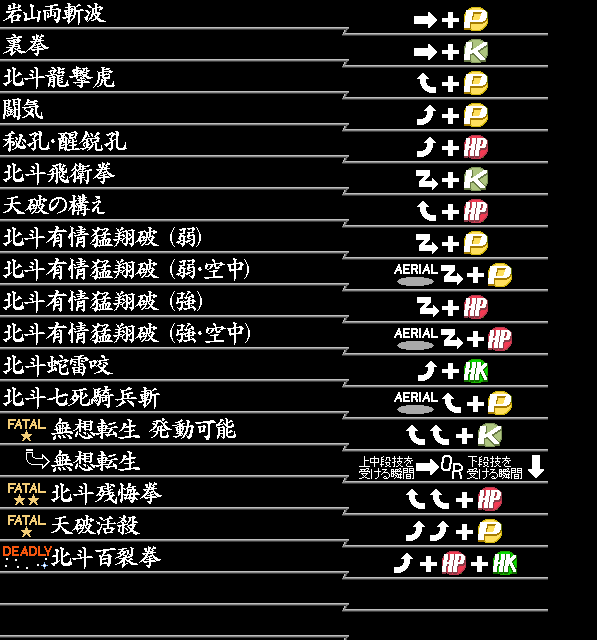 岩山両斬波 ➡+P
裏拳 ➡+K
北斗龍撃虎 +P
闘気 +P
秘孔・醒鋭孔 +HP
北斗飛衛拳 +K
天破の構え +HP
北斗有情猛翔破（弱） +P
北斗有情猛翔破（弱・空中） AERIAL +P
北斗有情猛翔破（強） +HP
北斗有情猛翔破（強・空中） AERIAL +HP
北斗蛇雷咬 +HK
北斗七死騎兵斬 AERIAL +P
FATAL ★ 無想転生 発動可能 +K
無想転生 上中段技を受ける瞬間 ➡ OR 下段技を受ける瞬間 ⬇
FATAL ★★ 北斗残悔拳 +HP
FATAL ★ 天破活殺 +P
DEADLY 北斗百裂拳 +HP+HK